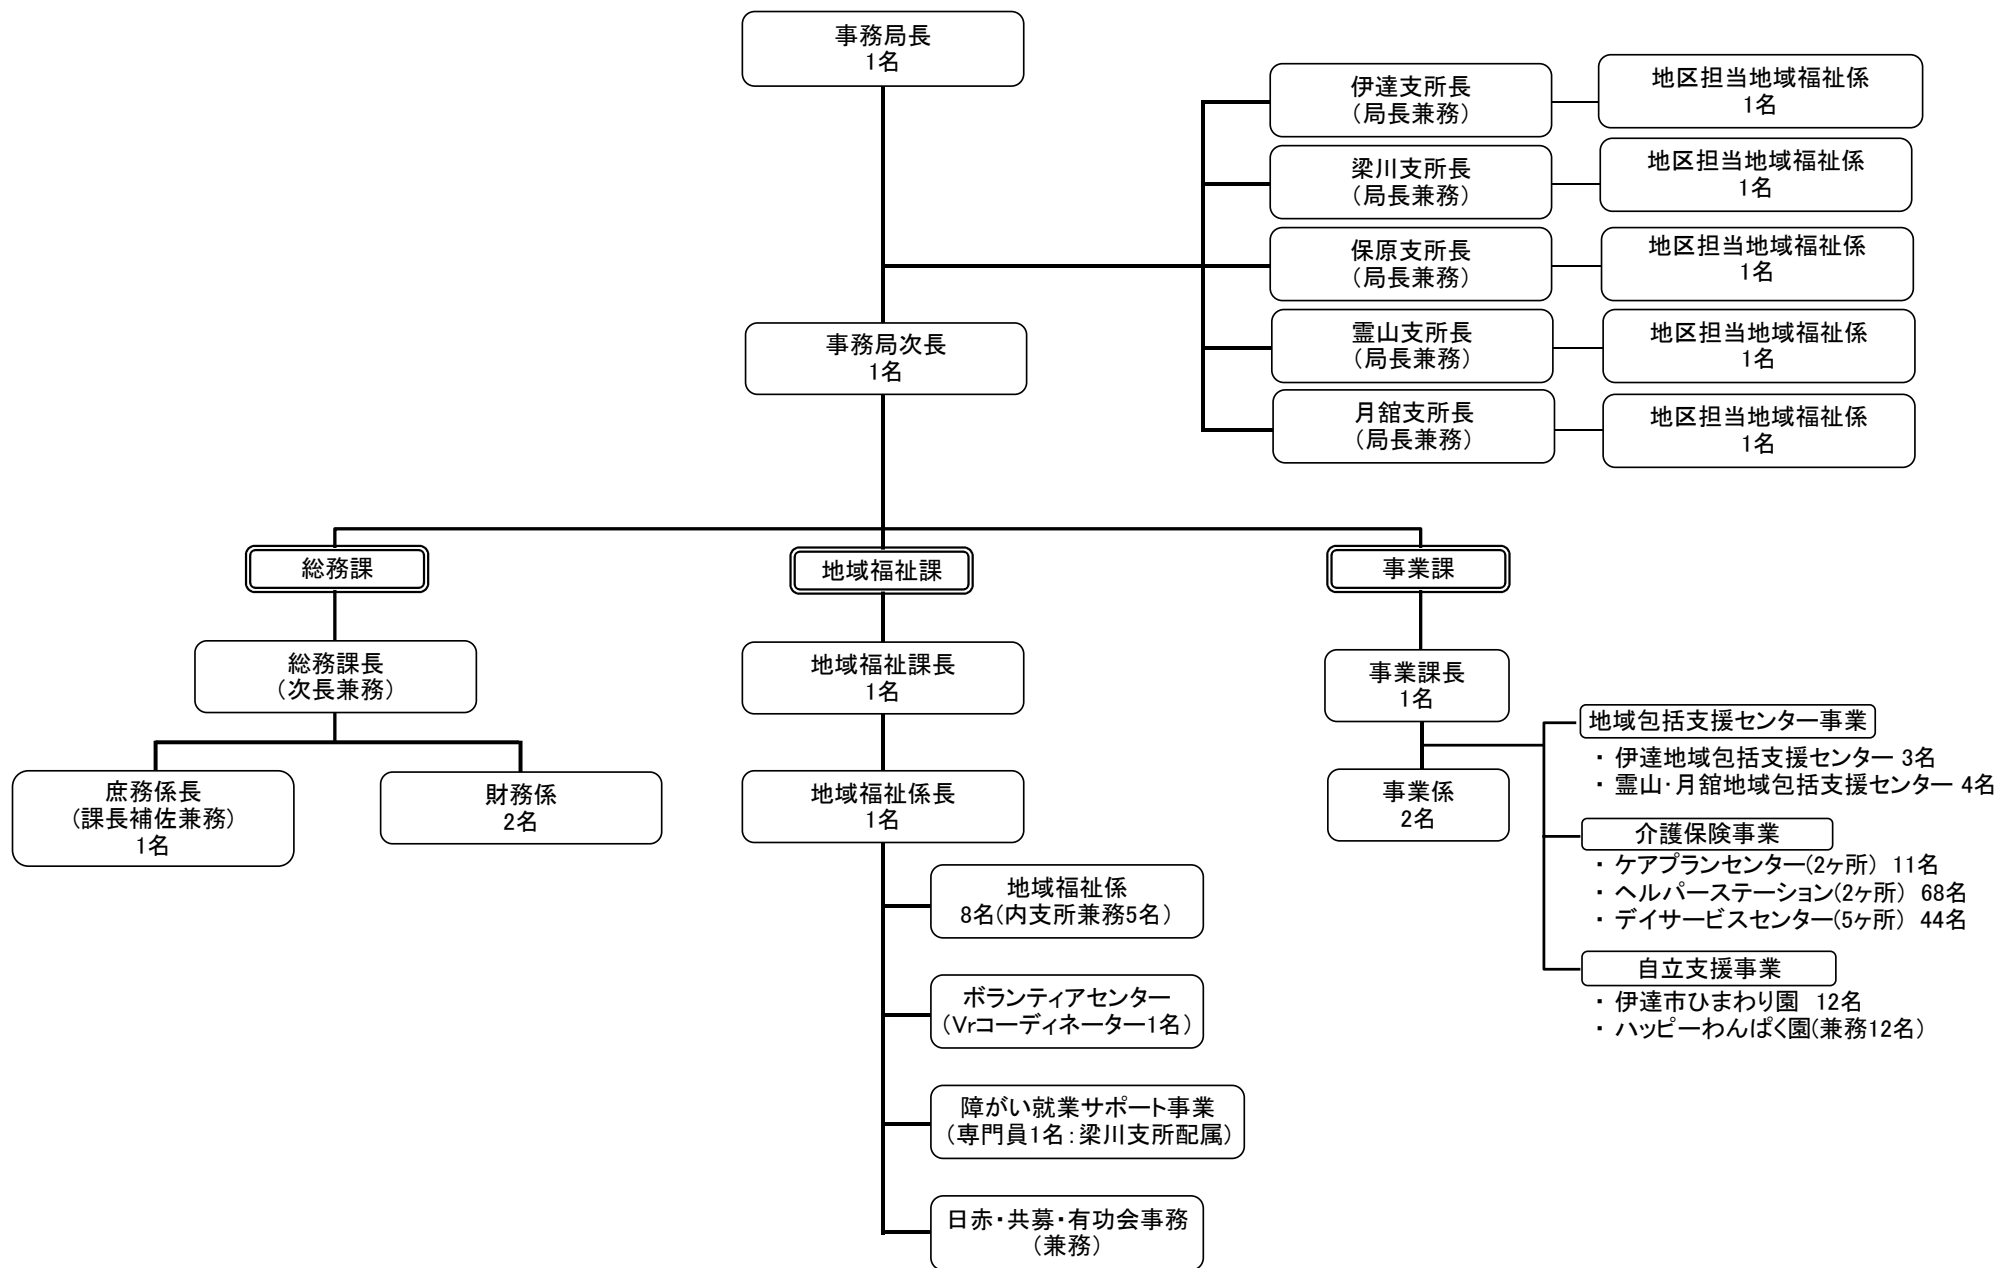 事務局長
1名
伊達支所長
（局長兼務）
地区担当地域福祉係
1名
梁川支所長
（局長兼務）
地区担当地域福祉係
1名
保原支所長
（局長兼務）
地区担当地域福祉係
1名
事務局次長
1名
霊山支所長
（局長兼務）
地区担当地域福祉係
1名
月舘支所長
（局長兼務）
地区担当地域福祉係
1名
総務課
地域福祉課
事業課
総務課長
（次長兼務）
地域福祉課長
1名
事業課長
1名
庶務係長
(課長補佐兼務)
1名
財務係
2名
地域福祉係長
1名
事業係
2名
地域包括支援センター事業
・ 伊達地域包括支援センター 3名
・ 霊山・月舘地域包括支援センター 4名
介護保険事業
・ ケアプランセンター(2ヶ所） 11名
・ ヘルパーステーション(2ヶ所） 68名
・ デイサービスセンター(5ヶ所） 44名
自立支援事業
・ 伊達市ひまわり園　12名
・ ハッピーわんぱく園(兼務12名）
地域福祉係
8名(内支所兼務5名）
ボランティアセンター
（Vrコーディネーター1名）
障がい就業サポート事業
（専門員1名：梁川支所配属）
日赤・共募・有功会事務
（兼務）